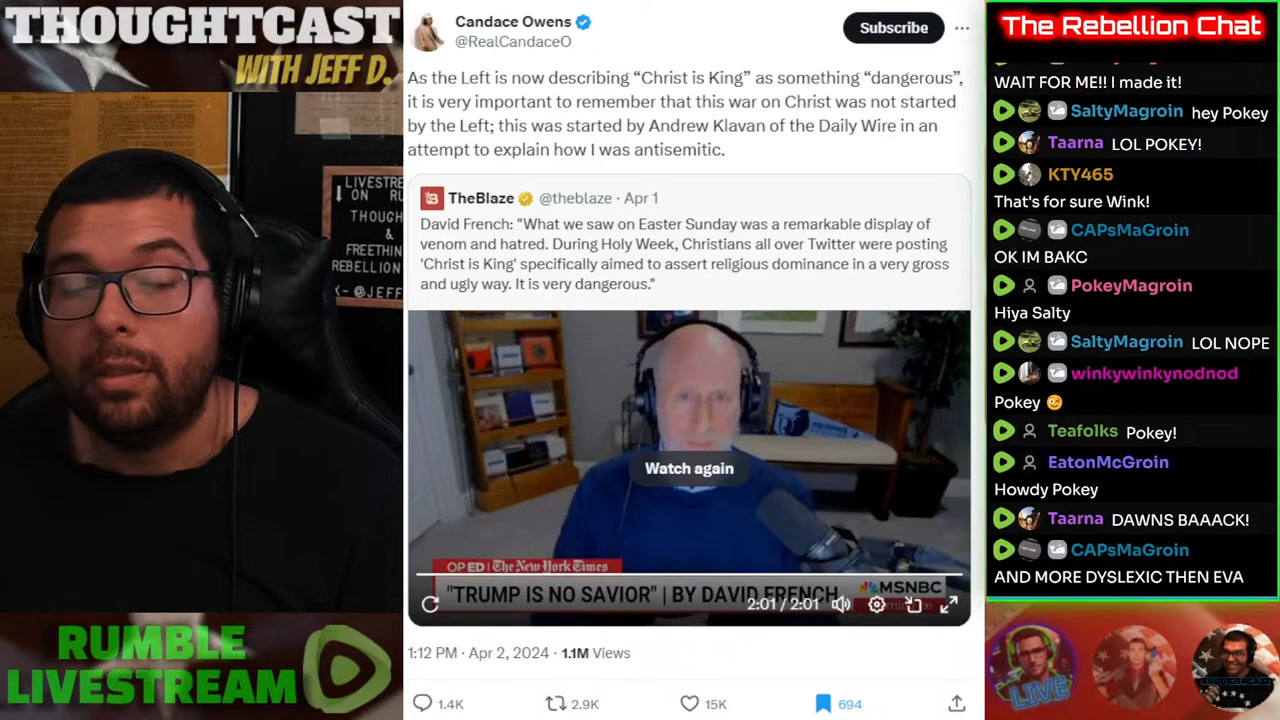 THOUGHTCAST
WITH JEFF D.
LIVESTRE
ON RU
THOUGH
&
FREETHIN
REBELLION
X - @JEFF
RUMBLE
LIVESTREAM
Candace Owens
@RealCandaceO
Subscribe
As the Left is now describing “Christ is King” as something “dangerous”,
it is very important to remember that this war on Christ was not started
by the Left; this was started by Andrew Klavan of the Daily Wire in an
attempt to explain how I was antisemitic.
TheBlaze @theblaze · Apr 1
David French: "What we saw on Easter Sunday was a remarkable display of
venom and hatred. During Holy Week, Christians all over Twitter were posting
'Christ is King' specifically aimed to assert religious dominance in a very gross
and ugly way. It is very dangerous."
Watch again
OP ED | The New York Times
"TRUMP IS NO SAVIOR" | BY DAVID FRENCH
MSNBC
2:01 / 2:01
1:12 PM · Apr 2, 2024 · 1.1M Views
1.4K
2.9K
15K
694
The Rebellion Chat
WAIT FOR ME!! I made it!
SaltyMagroin hey Pokey
Taarna LOL POKEY!
KTY465
That's for sure Wink!
CAPsMaGroin
OK IM BAKC
PokeyMagroin
Hiya Salty
SaltyMagroin LOL NOPE
winkywinkynodnod
Pokey 😉
Teafolks Pokey!
EatonMcGroin
Howdy Pokey
Taarna DAWNS BAAACK!
CAPsMaGroin
AND MORE DYSLEXIC THEN EVA
LIVE